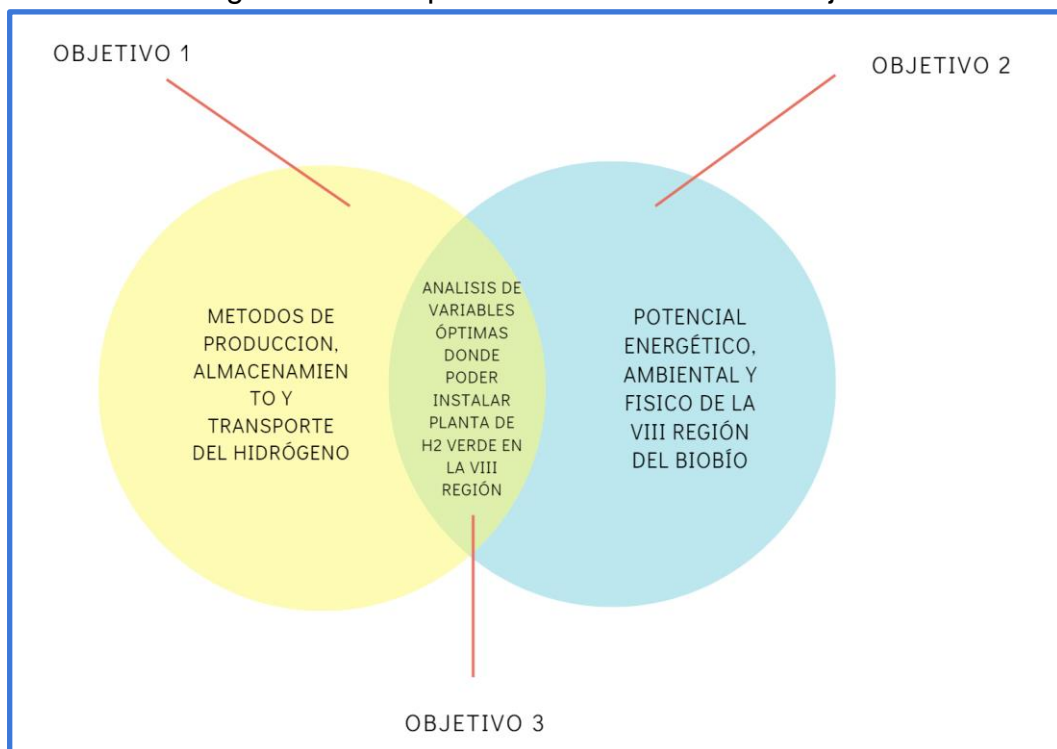 OBJETIVO 1
OBJETIVO 2
METODOS DE
PRODUCCION,
ALMACENAMIEN
TO Y
TRANSPORTE
DEL HIDRÓGENO
ANALISIS DE
VARIABLES
ÓPTIMAS
DONDE
PODER
INSTALAR
PLANTA DE
H2 VERDE EN
LA VIII
REGIÓN
POTENCIAL
ENERGÉTICO,
AMBIENTAL Y
FISICO DE LA
VIII REGIÓN
DEL BIOBÍO
OBJETIVO 3